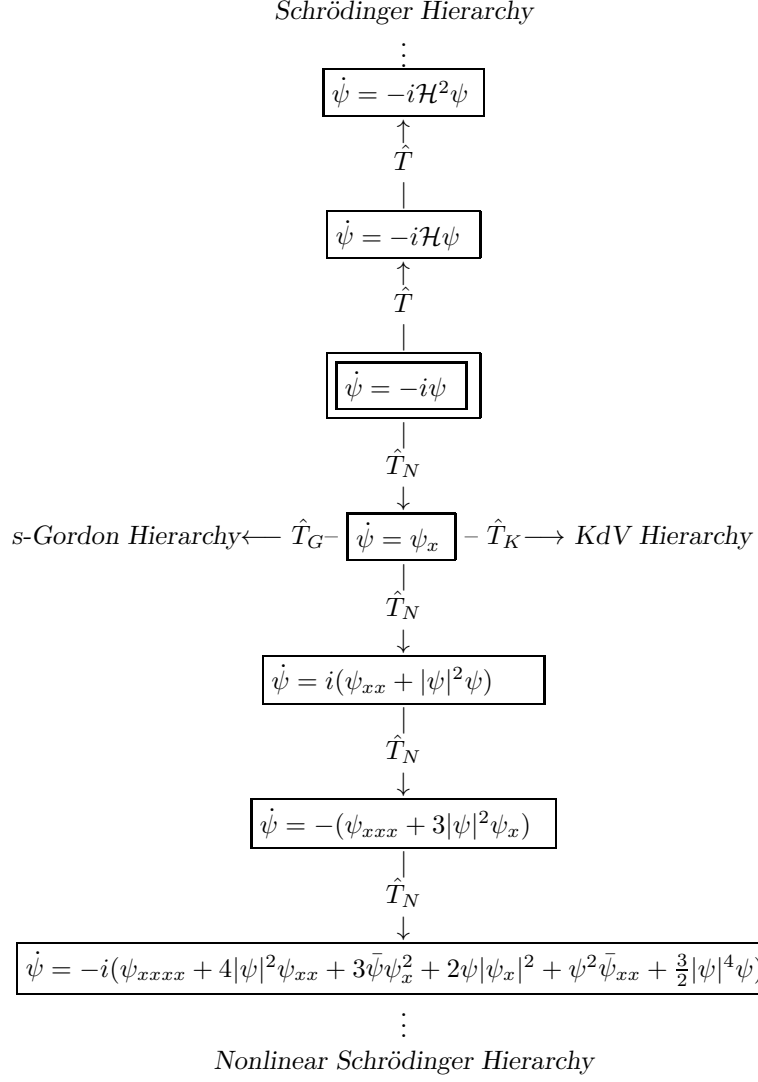 Schrödinger Hierarchy
⋮
ψ̇ = −iℋ²ψ
↑
T̂
|
ψ̇ = −iℋψ
↑
T̂
|
ψ̇ = −iψ
|
T̂_N
↓
s-Gordon Hierarchy ⟵ T̂_G – ψ̇ = ψ_x – T̂_K ⟶ KdV Hierarchy
|
T̂_N
↓
ψ̇ = i(ψ_xx + |ψ|²ψ)
|
T̂_N
↓
ψ̇ = −(ψ_xxx + 3|ψ|²ψ_x)
|
T̂_N
↓
ψ̇ = −i(ψ_xxxx + 4|ψ|²ψ_xx + 3ψ̄ψ_x² + 2ψ|ψ_x|² + ψ²ψ̄_xx + 3/2|ψ|⁴ψ)
⋮
Nonlinear Schrödinger Hierarchy